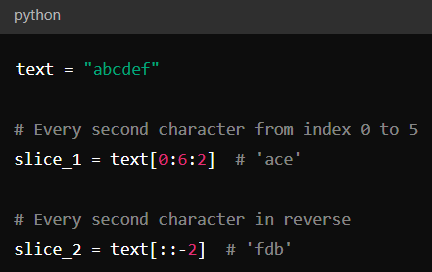 python
text = "abcdef"
# Every second character from index 0 to 5
slice_1 = text[0:6:2]  # 'ace'
# Every second character in reverse
slice_2 = text[::-2]  # 'fdb'